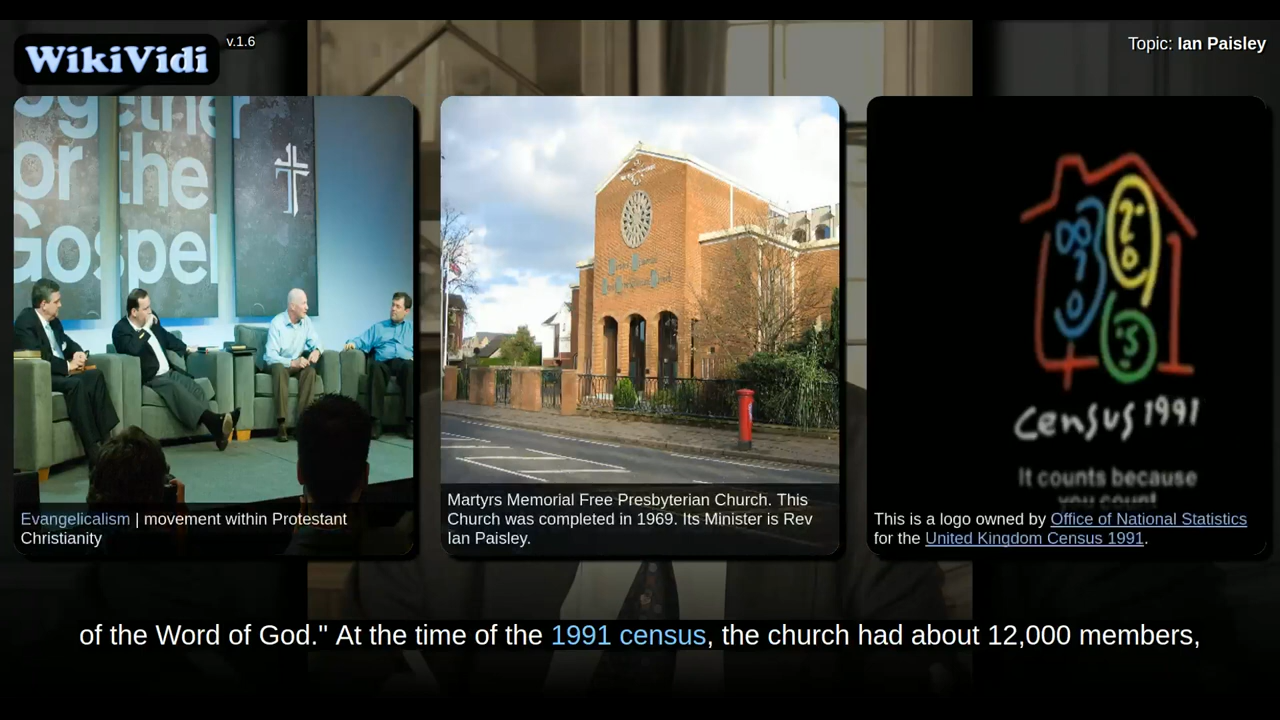 WikiVidi
v.1.6
Topic: Ian Paisley
ogether
or the
Gospel
Evangelicalism | movement within Protestant
Christianity
Martyrs Memorial Free Presbyterian Church. This
Church was completed in 1969. Its Minister is Rev
Ian Paisley.
Census 1991
It counts because
you count
This is a logo owned by Office of National Statistics
for the United Kingdom Census 1991.
of the Word of God." At the time of the 1991 census, the church had about 12,000 members,